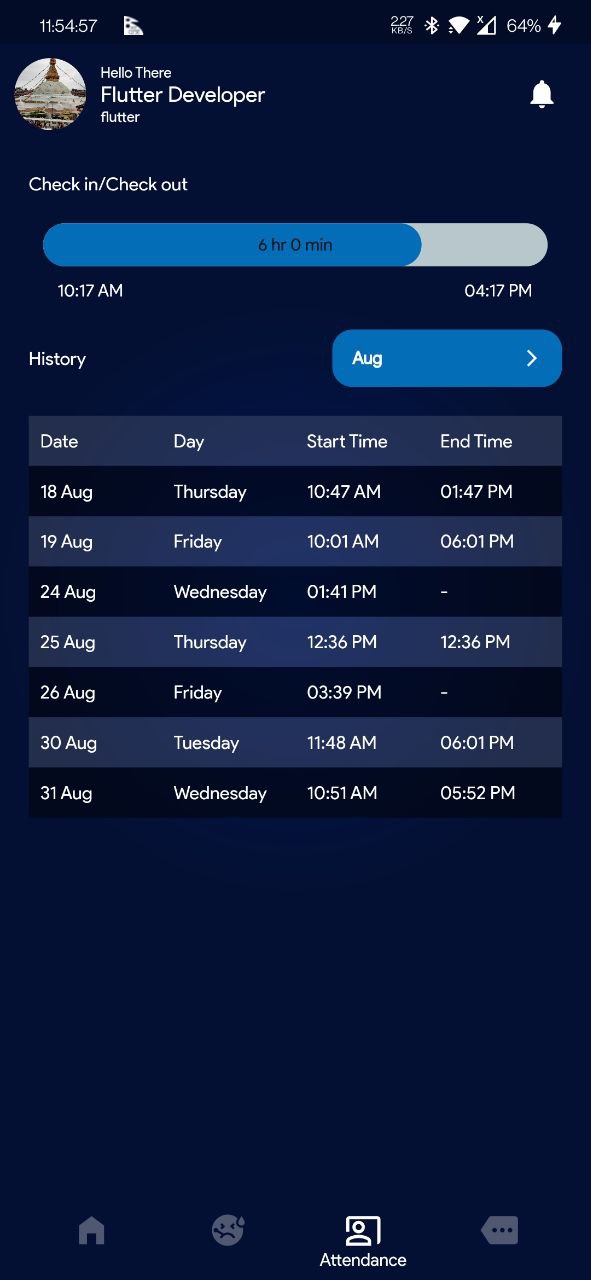 11:54:57 2.27 KB/S X 64%
Hello There
Flutter Developer
flutter
Check in/Check out
6 hr 0 min
10:17 AM 04:17 PM
History Aug
Date Day Start Time End Time
18 Aug Thursday 10:47 AM 01:47 PM
19 Aug Friday 10:01 AM 06:01 PM
24 Aug Wednesday 01:41 PM -
25 Aug Thursday 12:36 PM 12:36 PM
26 Aug Friday 03:39 PM -
30 Aug Tuesday 11:48 AM 06:01 PM
31 Aug Wednesday 10:51 AM 05:52 PM
Attendance